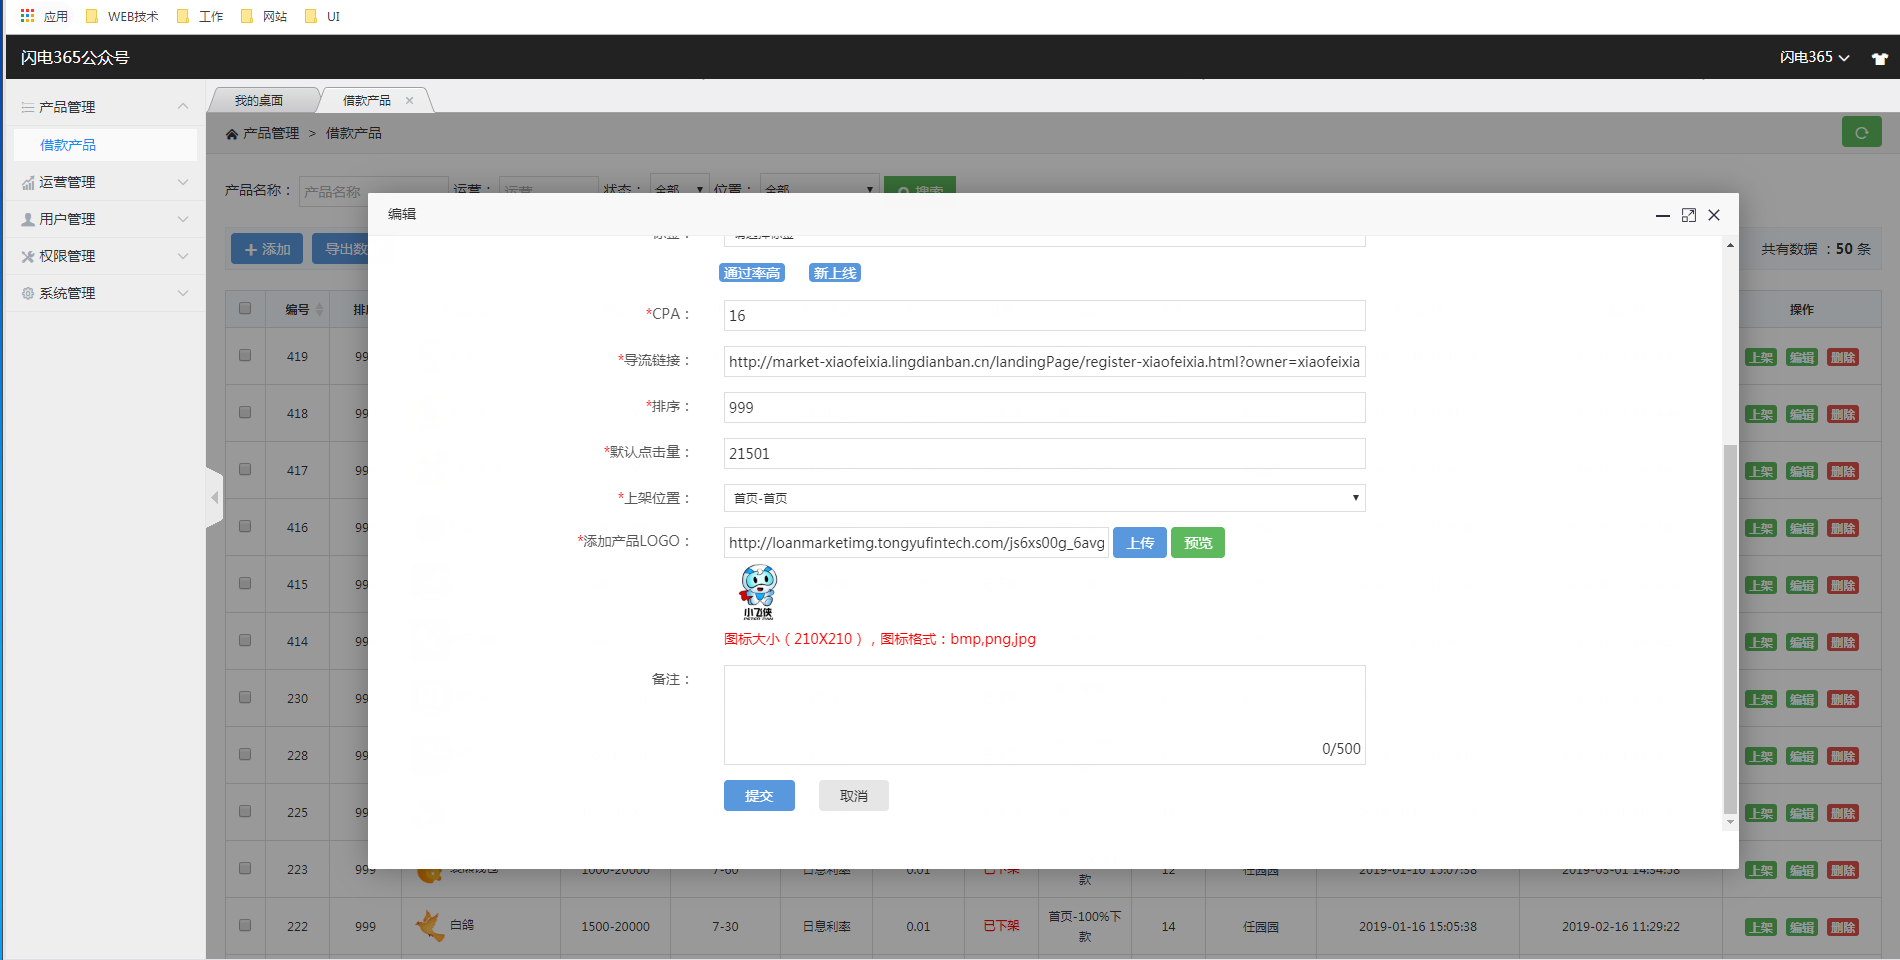 应用 WEB技术 工作 网站 UI
闪电365公众号 闪电365
产品管理
借款产品
运营管理
用户管理
权限管理
系统管理
我的桌面 借款产品
产品管理 > 借款产品
产品名称： 产品名称 运营： 运营 状态： 全部 位置： 全部 搜索
添加 导出数
共有数据 ：50 条
编号 操作
419 上架 编辑 删除
418 99 上架 编辑 删除
417 99 上架 编辑 删除
416 99 上架 编辑 删除
415 99 上架 编辑 删除
414 99 上架 编辑 删除
230 99 上架 编辑 删除
228 99 上架 编辑 删除
225 99 上架 编辑 删除
223 999 1000-20000 7-60 日息利率 0.01 已下架 款 12 任园园 2019-01-16 15:07:38 上架 编辑 删除
222 999 白鸽 1500-20000 7-30 日息利率 0.01 已下架 首页-100%下款 14 任园园 2019-01-16 15:05:38 2019-02-16 11:29:22 上架 编辑 删除
编辑
通过率高 新上线
*CPA： 16
*导流链接： http://market-xiaofeixia.lingdianban.cn/landingPage/register-xiaofeixia.html?owner=xiaofeixia
*排序： 999
*默认点击量： 21501
*上架位置： 首页-首页
*添加产品LOGO： http://loanmarketimg.tongyufintech.com/js6xs00g_6avg 上传 预览
小飞侠
PETER PAN
图标大小（210X210），图标格式：bmp,png,jpg
备注：
0/500
提交 取消